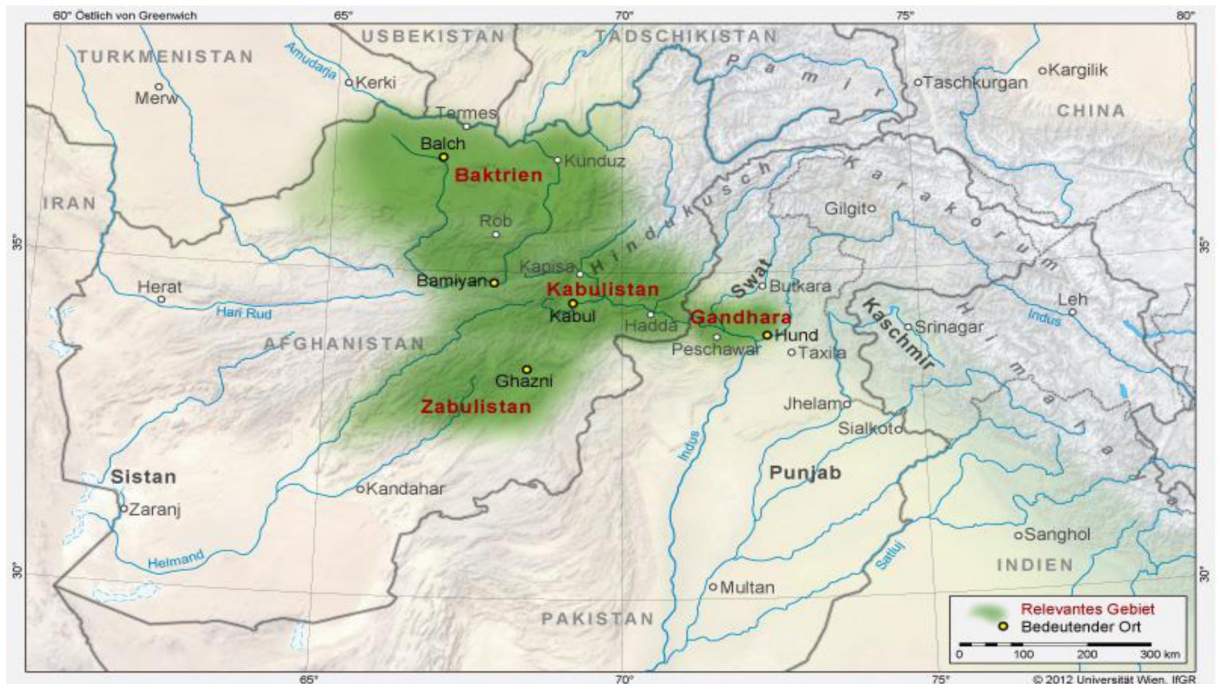 60° Östlich von Greenwich
65°
70°
75°
80°
USBEKISTAN
TADSCHIKISTAN
TURKMENISTAN
Amudarja
Kerki
Merw
Pamir
Taschkurgan
Kargilik
CHINA
Termes
Balch
Kunduz
Baktrien
IRAN
Hindukusch
Karakorum
Gilgit
Rob
35°
35°
Kapisa
Bamiyan
Kabulistan
Swat
Butkara
Herat
Hari Rud
Kabul
Hadda
Gandhara
Hund
Peschawar
Taxila
Kaschmir
Srinagar
Himalaya
Leh
Indus
AFGHANISTAN
Ghazni
Zabulistan
Jhelam
Sialkot
Indus
Sistan
Kandahar
Punjab
Zaranj
Helmand
Satluj
Sanghol
INDIEN
30°
30°
Multan
PAKISTAN
Relevantes Gebiet
Bedeutender Ort
0 100 200 300 km
65°
70°
75°
© 2012 Universität Wien, IfGR